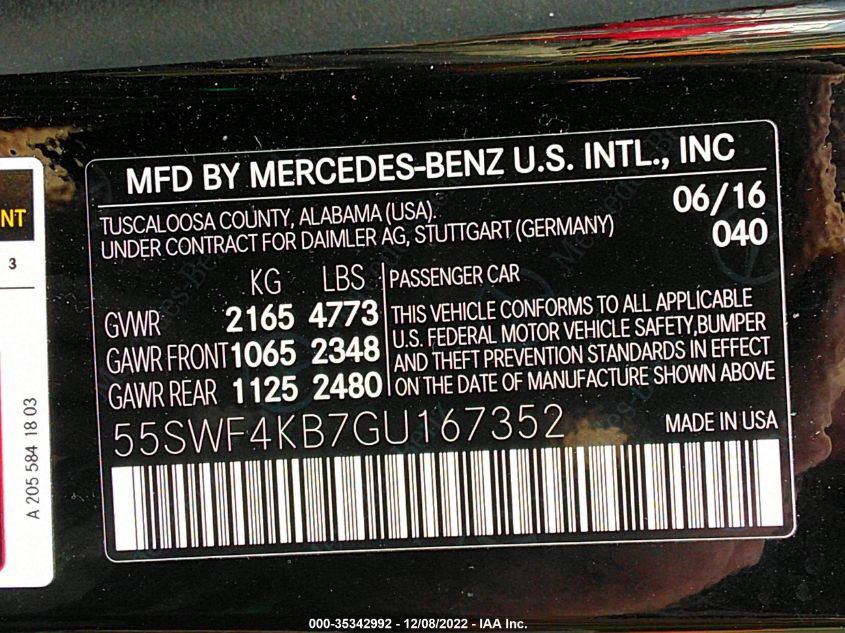 MFD BY MERCEDES-BENZ U.S. INTL., INC
TUSCALOOSA COUNTY, ALABAMA (USA).
UNDER CONTRACT FOR DAIMLER AG, STUTTGART (GERMANY)
06/16
040
KG LBS
GVWR 2165 4773
GAWR FRONT 1065 2348
GAWR REAR 1125 2480
PASSENGER CAR
THIS VEHICLE CONFORMS TO ALL APPLICABLE
U.S. FEDERAL MOTOR VEHICLE SAFETY,BUMPER
AND THEFT PREVENTION STANDARDS IN EFFECT
ON THE DATE OF MANUFACTURE SHOWN ABOVE
55SWF4KB7GU167352
MADE IN USA
NT
3
A 205 584 18 03
000-35342992 - 12/08/2022 - IAA Inc.